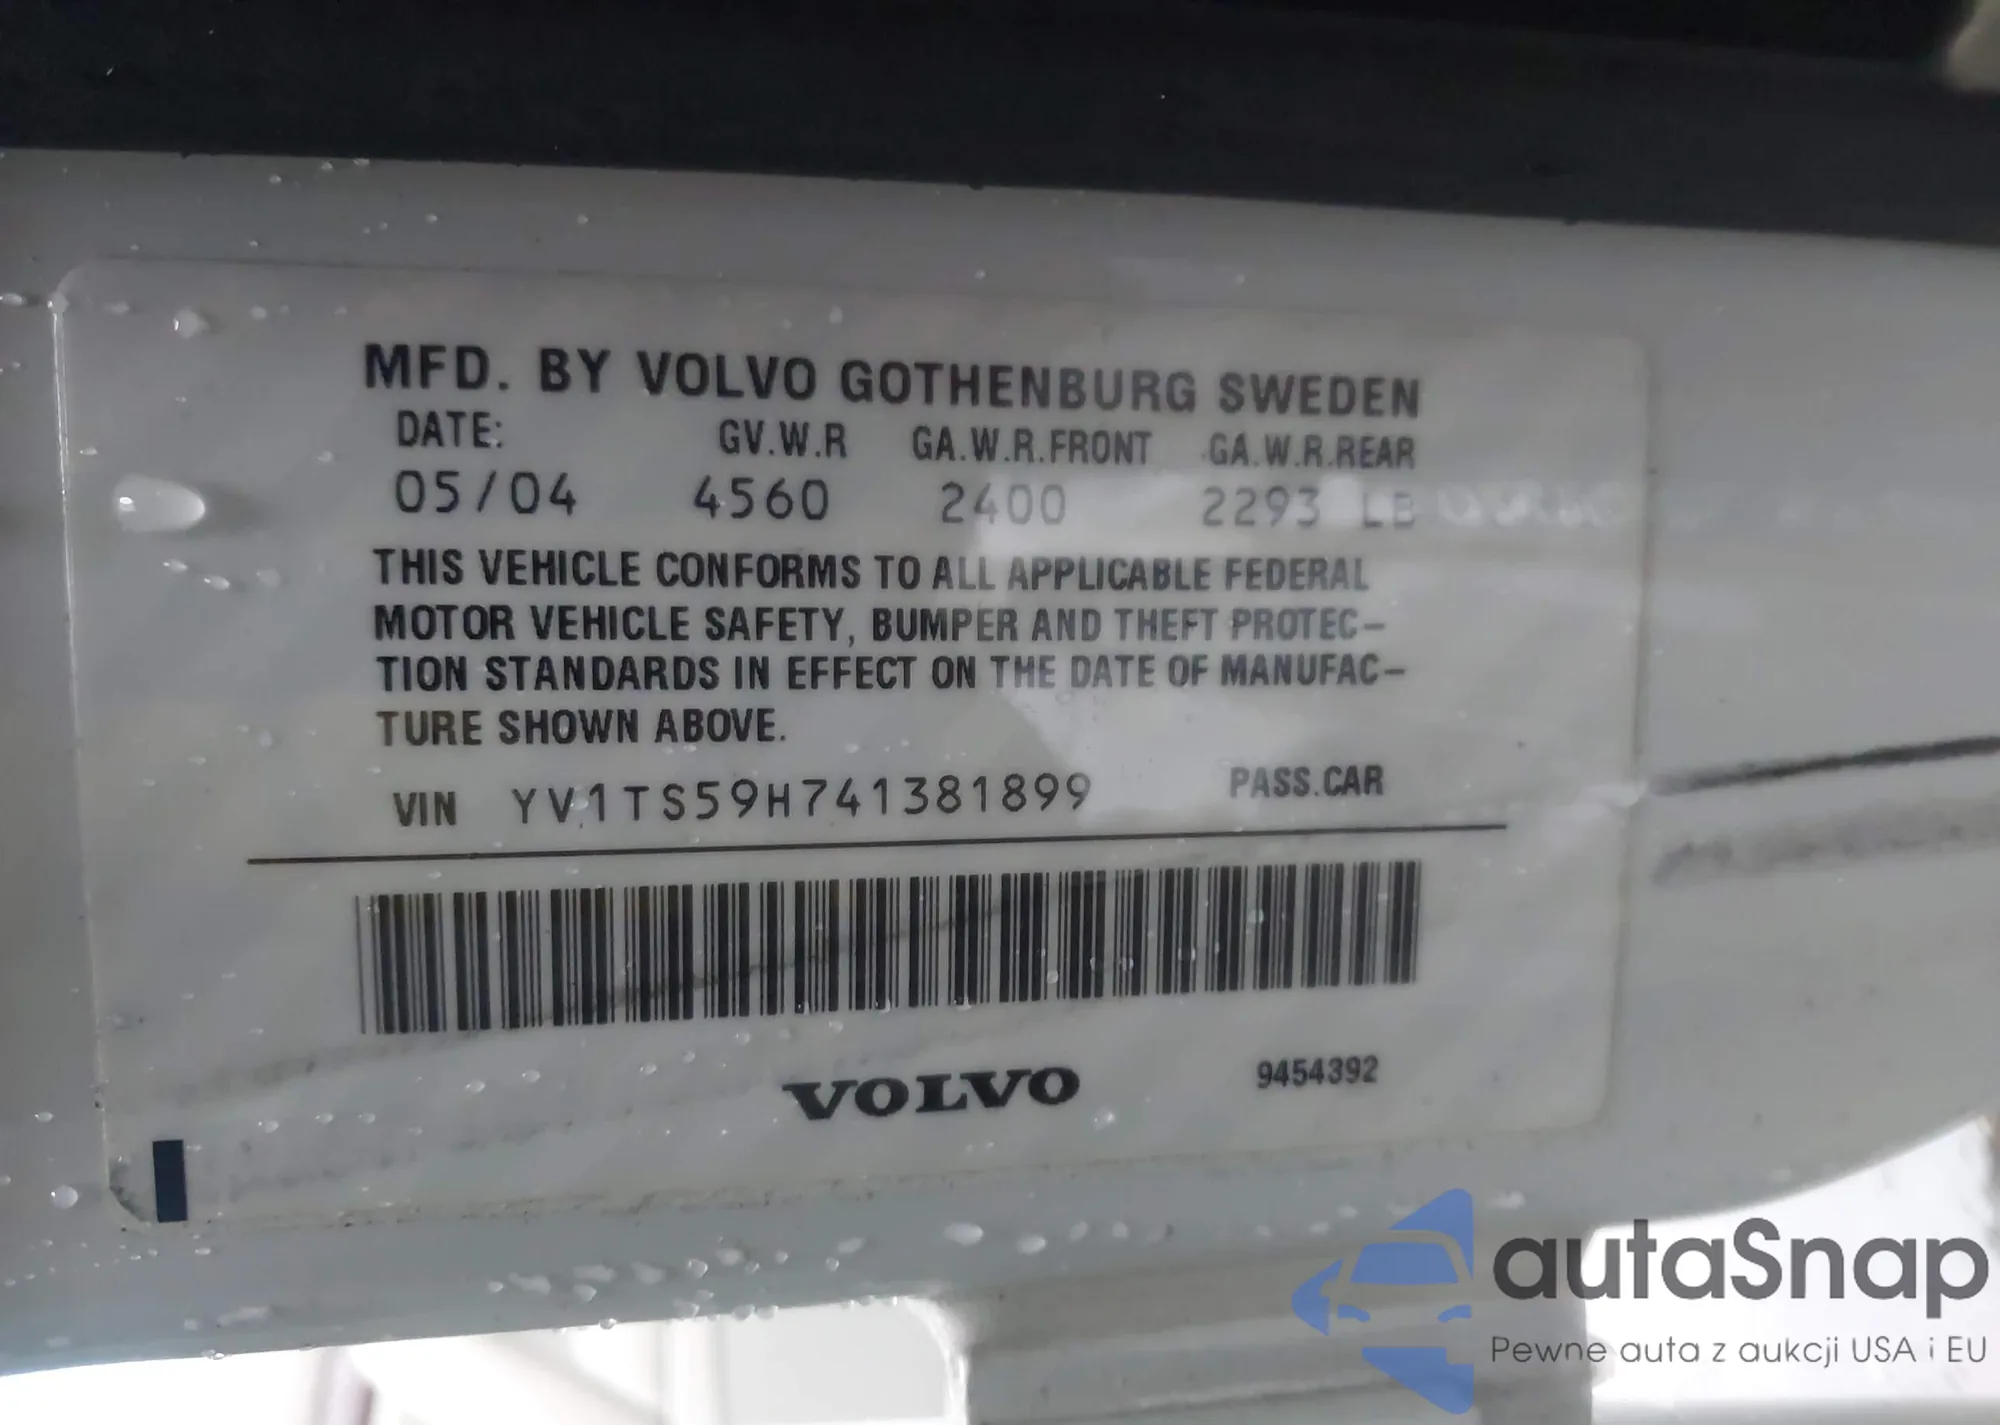 MFD. BY VOLVO GOTHENBURG SWEDEN
DATE: GV.W.R GA.W.R.FRONT GA.W.R.REAR
05/04 4560 2400 2293 LB
THIS VEHICLE CONFORMS TO ALL APPLICABLE FEDERAL
MOTOR VEHICLE SAFETY, BUMPER AND THEFT PROTEC-
TION STANDARDS IN EFFECT ON THE DATE OF MANUFAC-
TURE SHOWN ABOVE.
VIN YV1TS59H741381899 PASS.CAR
VOLVO 9454392
autaSnap
Pewne auta z aukcji USA i EU